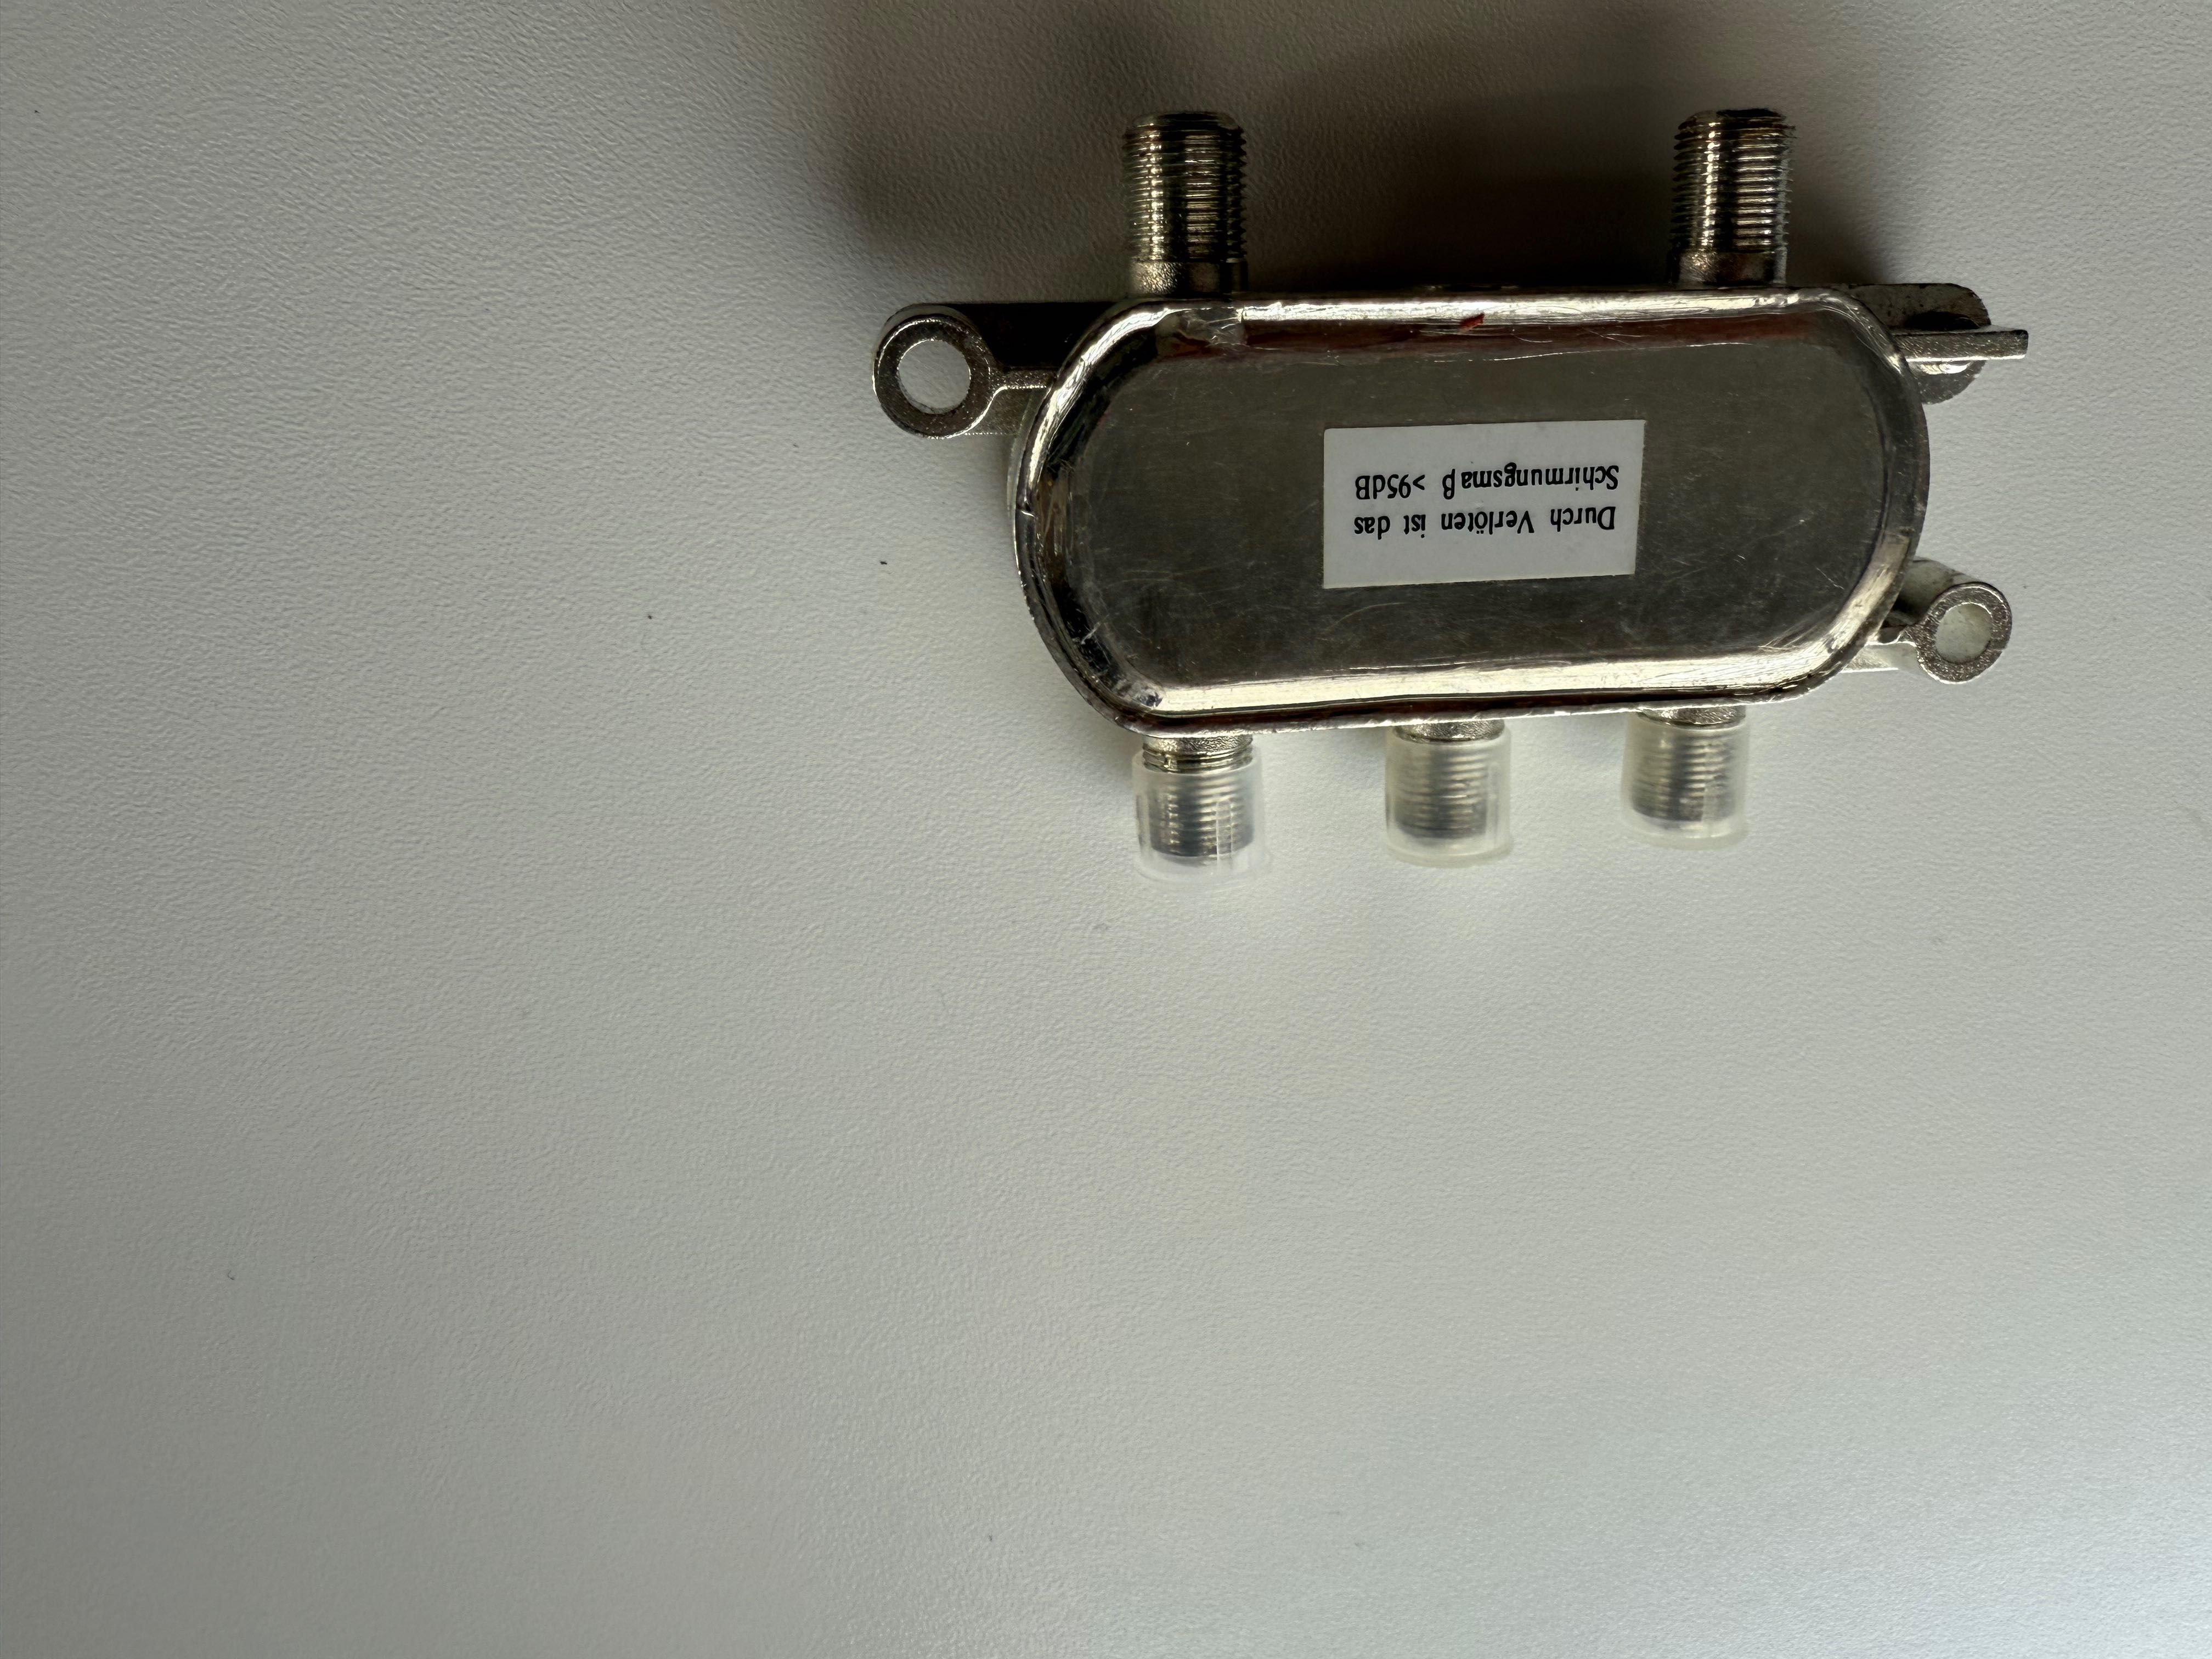 Durch Verlöten ist das
Schirmungsmaβ >95dB